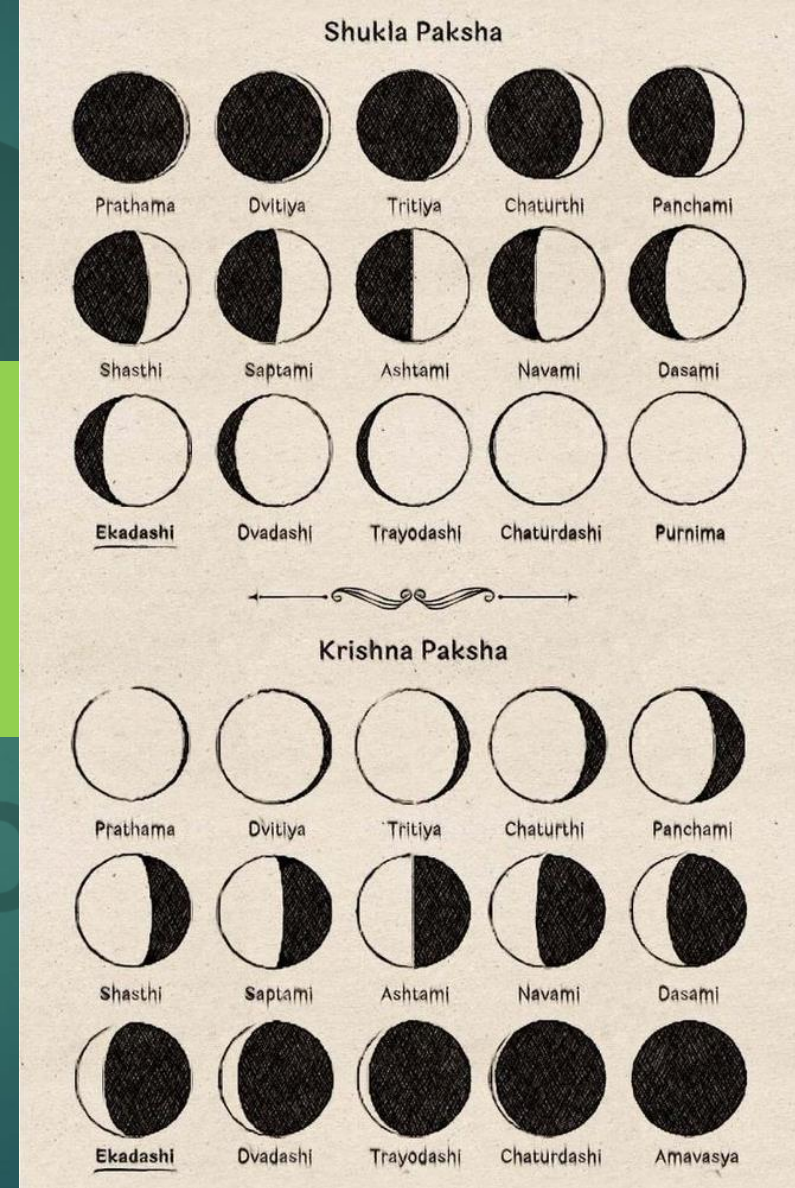 Shukla Paksha
Prathama Dvitiya Tritiya Chaturthi Panchami
Shasthi Saptami Ashtami Navami Dasami
Ekadashi Dvadashi Trayodashi Chaturdashi Purnima
Krishna Paksha
Prathama Dvitiya Tritiya Chaturthi Panchami
Shasthi Saptami Ashtami Navami Dasami
Ekadashi Dvadashi Trayodashi Chaturdashi Amavasya